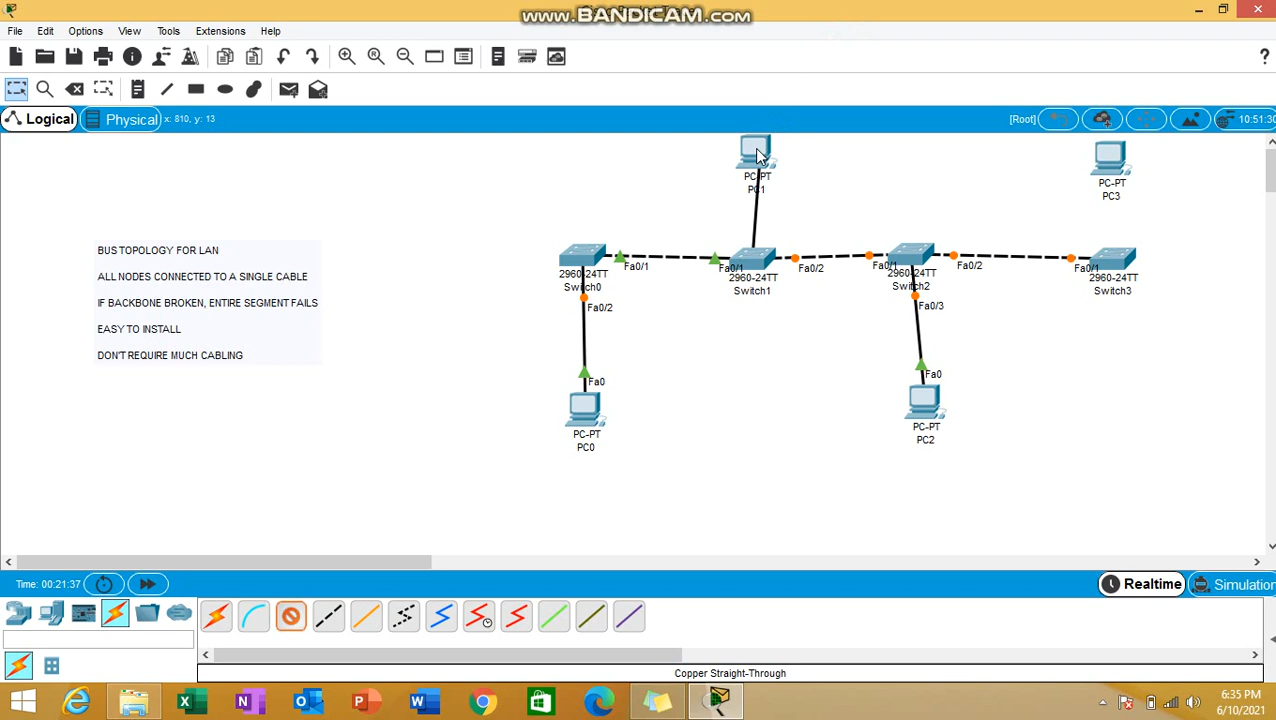 www.BANDICAM.com
File Edit Options View Tools Extensions Help
Logical Physical x: 810, y: 13 [Root] 10:51:30
PC-PT
PC1
PC-PT
PC3
BUS TOPOLOGY FOR LAN
ALL NODES CONNECTED TO A SINGLE CABLE
IF BACKBONE BROKEN, ENTIRE SEGMENT FAILS
EASY TO INSTALL
DON'T REQUIRE MUCH CABLING
Fa0/1 Fa0/1 Fa0/2 Fa0/1 Fa0/2 Fa0/1
2960-24TT
Switch0
2960-24TT
Switch1
2960-24TT
Switch2
2960-24TT
Switch3
Fa0/2
Fa0/3
Fa0
Fa0
PC-PT
PC0
PC-PT
PC2
Time: 00:21:37 Realtime Simulation
Copper Straight-Through
6:35 PM
6/10/2021